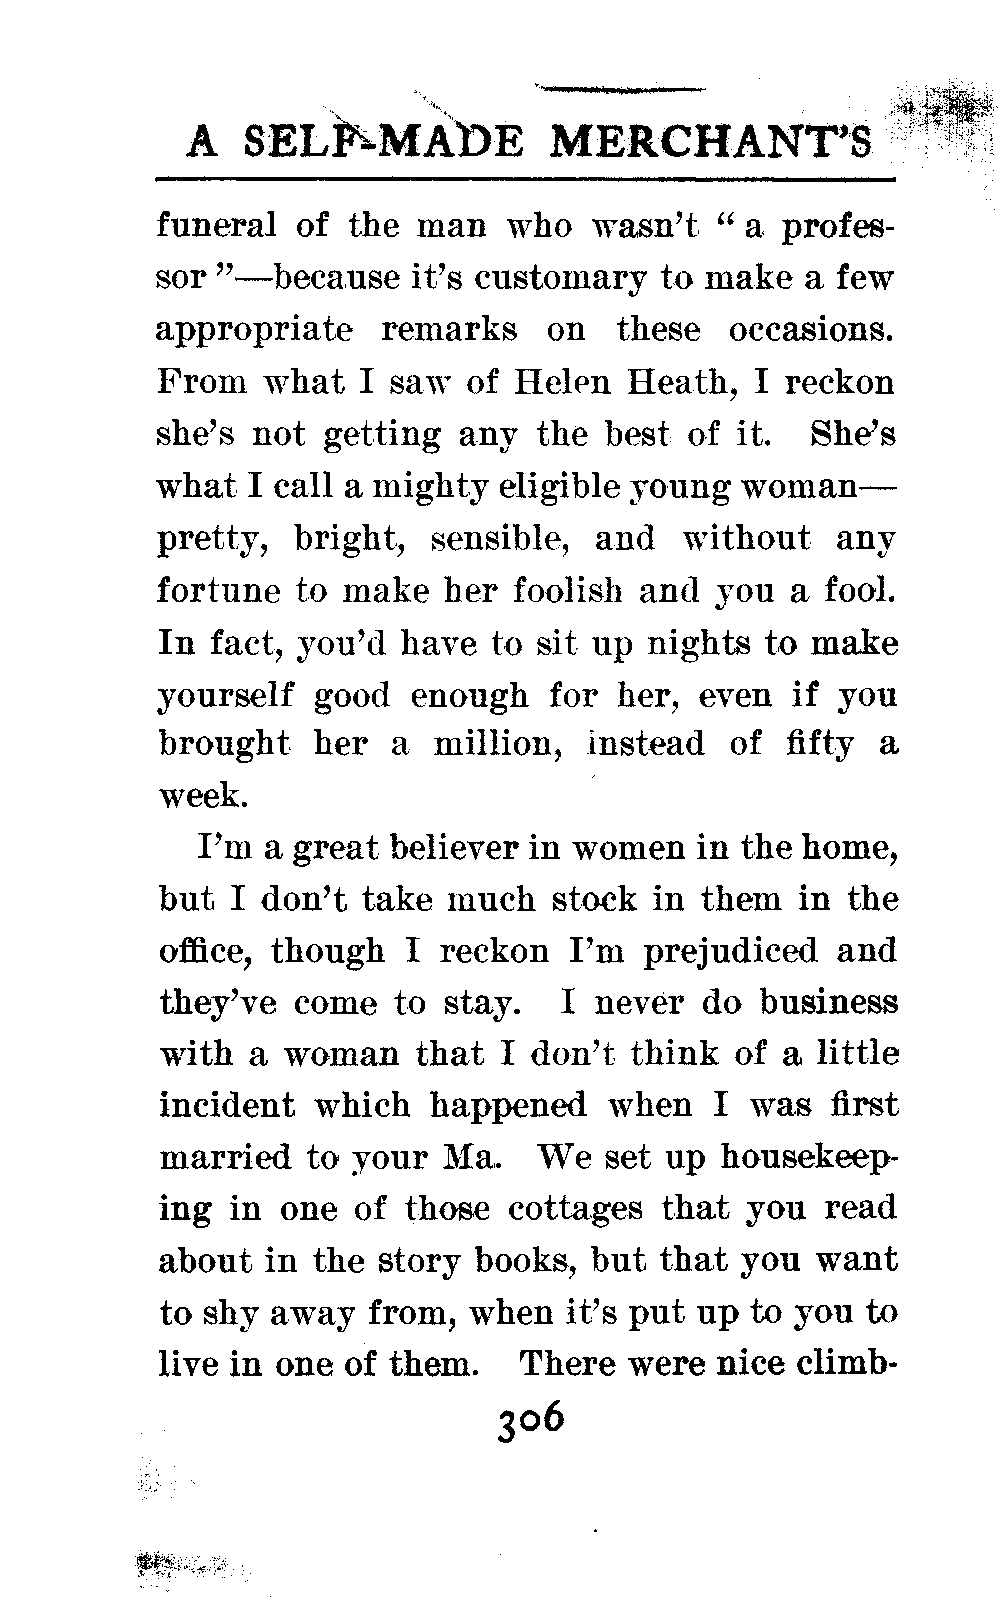 A SELF-MADE MERCHANT'S
funeral of the man who wasn't " a profes-
sor "—because it's customary to make a few
appropriate remarks on these occasions.
From what I saw of Helen Heath, I reckon
she's not getting any the best of it. She's
what I call a mighty eligible young woman—
pretty, bright, sensible, and without any
fortune to make her foolish and you a fool.
In fact, you'd have to sit up nights to make
yourself good enough for her, even if you
brought her a million, instead of fifty a
week.
I'm a great believer in women in the home,
but I don't take much stock in them in the
office, though I reckon I'm prejudiced and
they've come to stay. I never do business
with a woman that I don't think of a little
incident which happened when I was first
married to your Ma. We set up housekeep-
ing in one of those cottages that you read
about in the story books, but that you want
to shy away from, when it's put up to you to
live in one of them. There were nice climb-
306